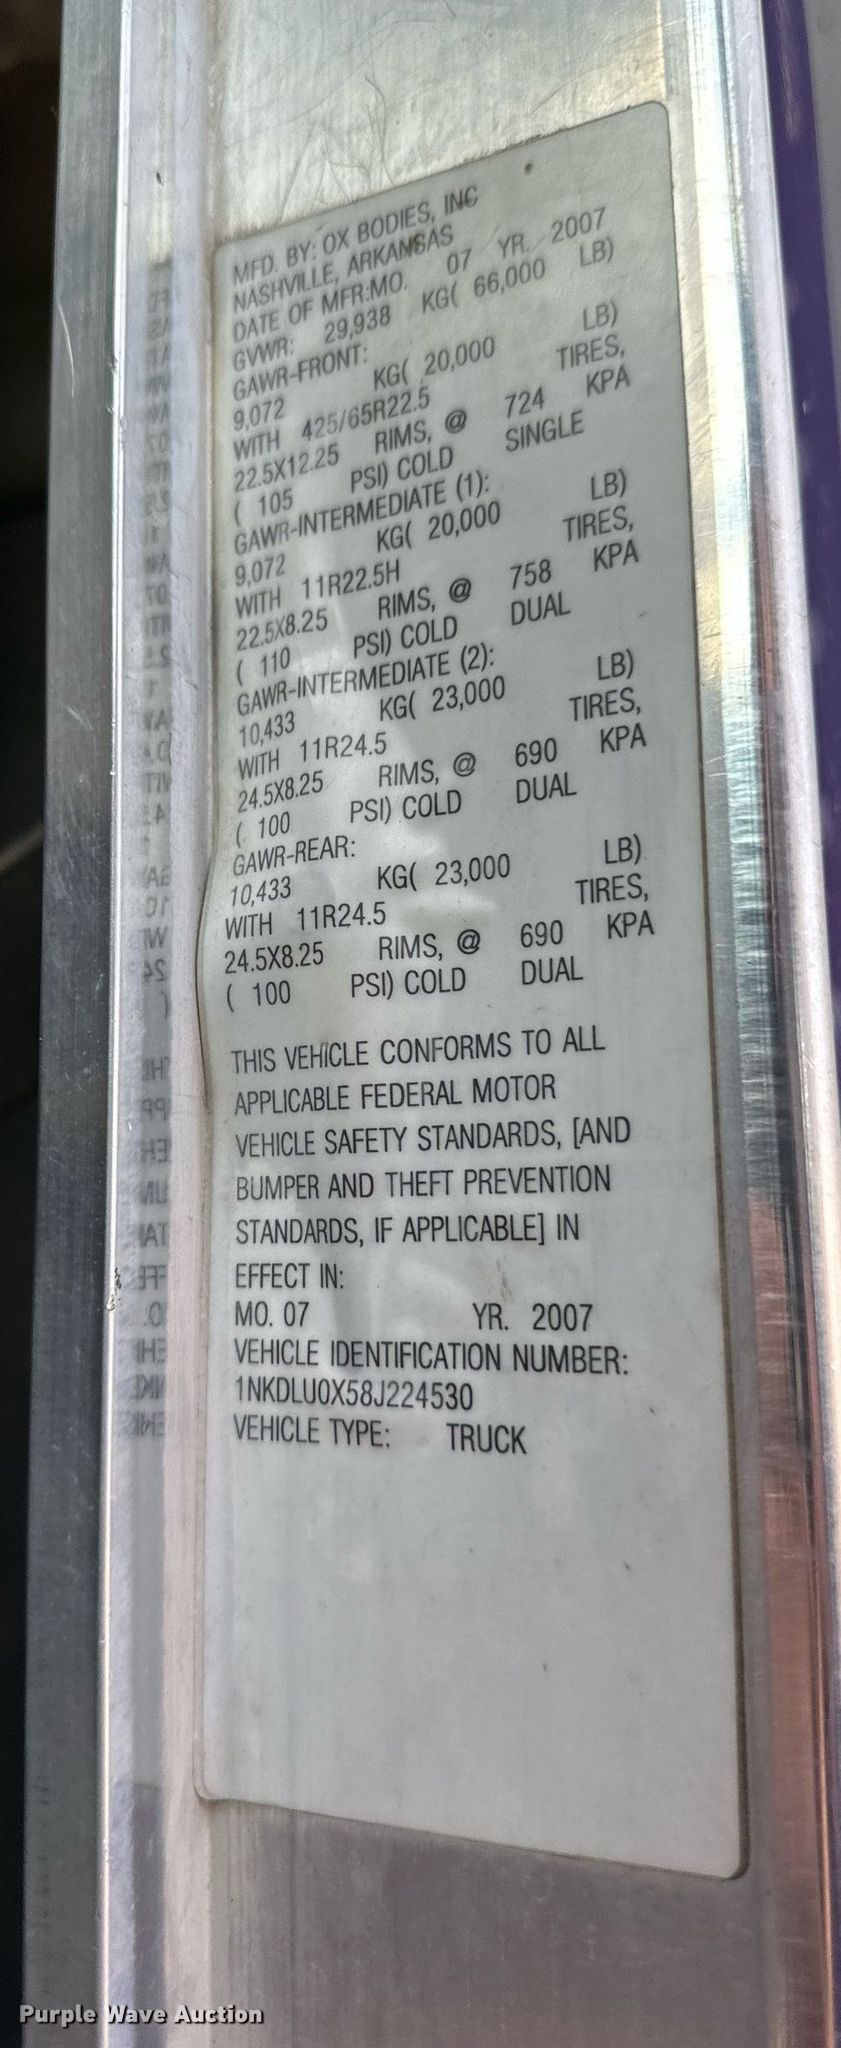 MFD. BY: OX BODIES, INC
NASHVILLE, ARKANSAS
DATE OF MFR:MO. 07 YR. 2007
GVWR: 29,938 KG( 66,000 LB)
GAWR-FRONT:
9,072 KG( 20,000 LB)
WITH 425/65R22.5 TIRES,
22.5X12.25 RIMS, @ 724 KPA
( 105 PSI) COLD SINGLE
GAWR-INTERMEDIATE (1):
9,072 KG( 20,000 LB)
WITH 11R22.5H TIRES,
22.5X8.25 RIMS, @ 758 KPA
( 110 PSI) COLD DUAL
GAWR-INTERMEDIATE (2):
10,433 KG( 23,000 LB)
WITH 11R24.5 TIRES,
24.5X8.25 RIMS, @ 690 KPA
( 100 PSI) COLD DUAL
GAWR-REAR:
10,433 KG( 23,000 LB)
WITH 11R24.5 TIRES,
24.5X8.25 RIMS, @ 690 KPA
( 100 PSI) COLD DUAL
THIS VEHICLE CONFORMS TO ALL
APPLICABLE FEDERAL MOTOR
VEHICLE SAFETY STANDARDS, [AND
BUMPER AND THEFT PREVENTION
STANDARDS, IF APPLICABLE] IN
EFFECT IN:
MO. 07 YR. 2007
VEHICLE IDENTIFICATION NUMBER:
1NKDLU0X58J224530
VEHICLE TYPE: TRUCK
Purple Wave Auction